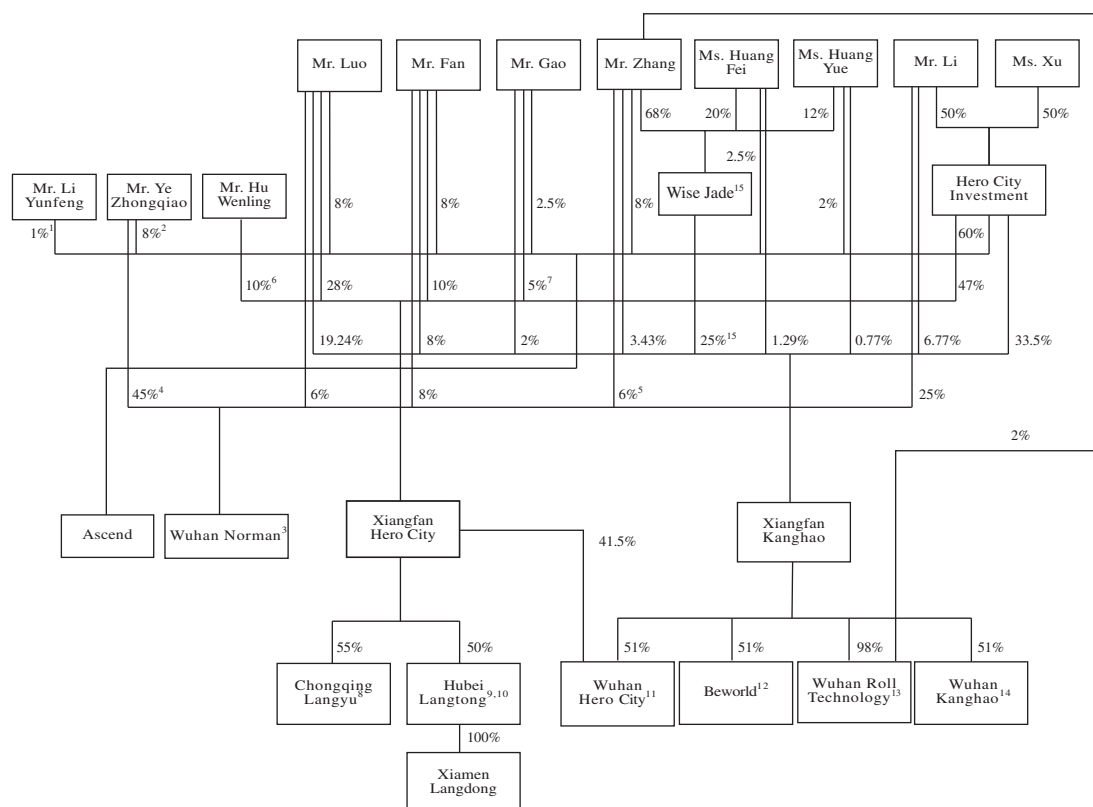 Mr. Luo
Mr. Fan
Mr. Gao
Mr. Zhang
Ms. Huang
Fei
Ms. Huang
Yue
Mr. Li
Ms. Xu
68%
20%
12%
50%
50%
2.5%
Mr. Li
Yunfeng
Mr. Ye
Zhongqiao
Mr. Hu
Wenling
8%
8%
2.5%
8%
Wise Jade15
2%
Hero City
Investment
1%1
8%2
60%
10%6
28%
10%
5%7
47%
19.24%
8%
2%
3.43%
25%15
1.29%
0.77%
6.77%
33.5%
45%4
6%
8%
6%5
25%
2%
Ascend
Wuhan Norman3
Xiangfan
Hero City
41.5%
Xiangfan
Kanghao
55%
50%
51%
51%
98%
51%
Chongqing
Langyu8
Hubei
Langtong9,10
Wuhan
Hero City11
Beworld12
Wuhan Roll
Technology13
Wuhan
Kanghao14
100%
Xiamen
Langdong